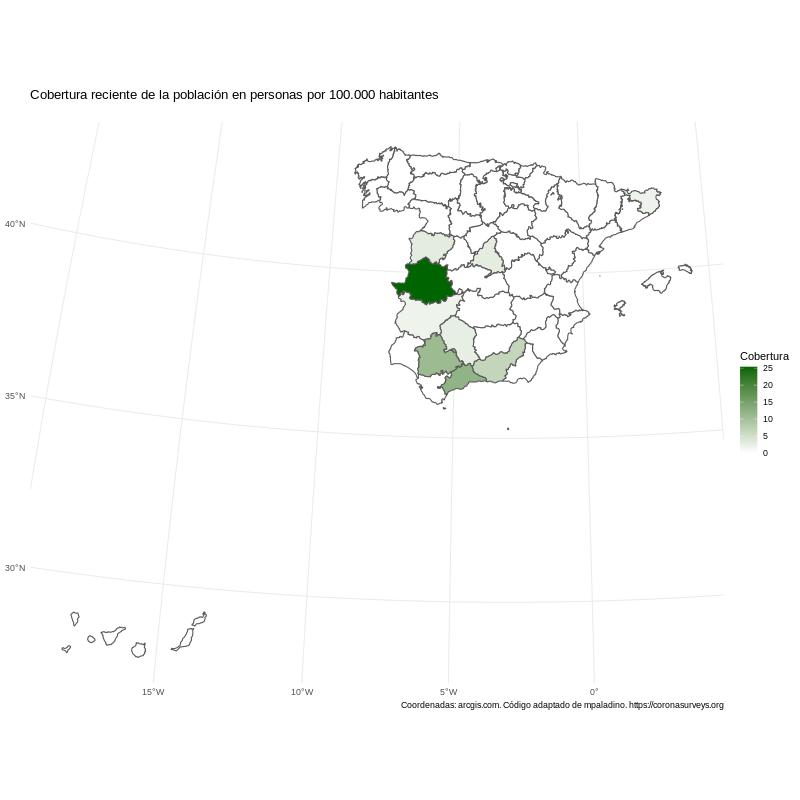 Cobertura reciente de la población en personas por 100.000 habitantes
40°N
35°N
30°N
15°W
10°W
5°W
0°
Cobertura
25
20
15
10
5
0
Coordenadas: arcgis.com. Código adaptado de mpaladino. https://coronasurveys.org